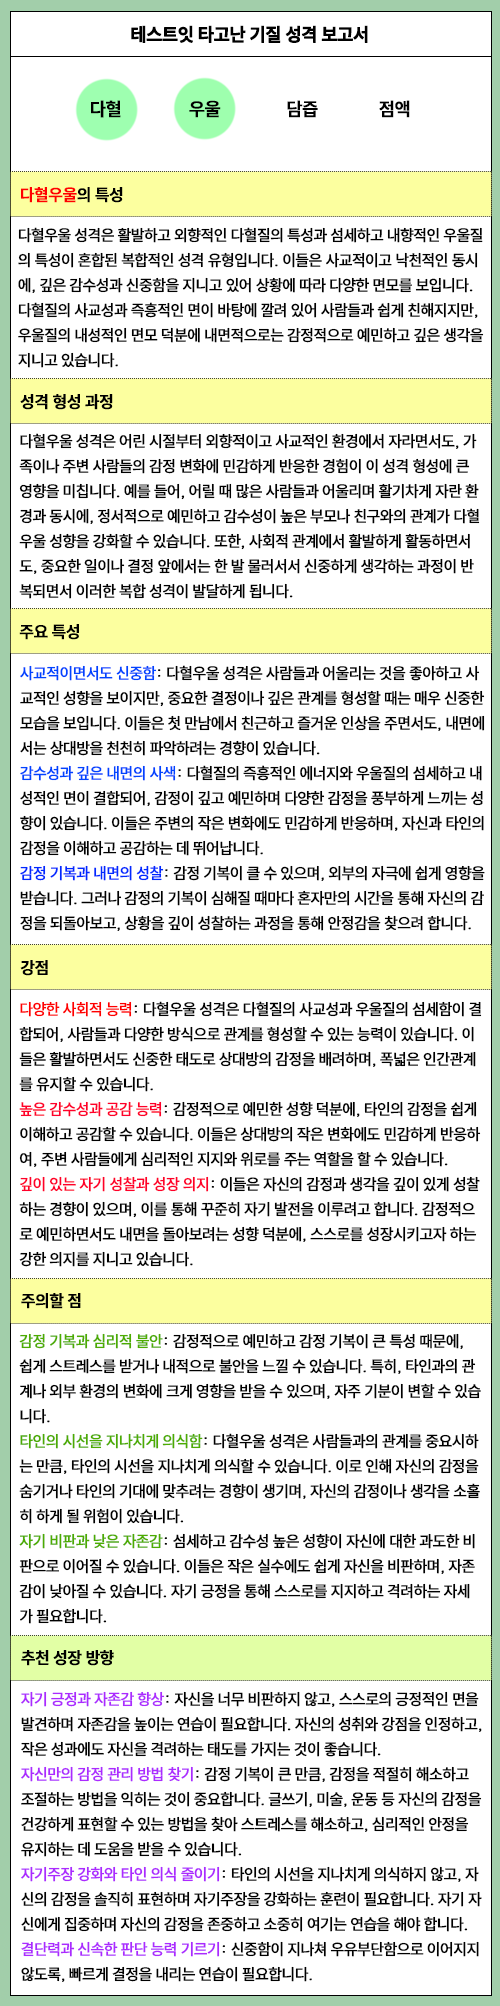 테스트잇 타고난 기질 성격 보고서
다혈 우울 담즙 점액
다혈우울의 특성
다혈우울 성격은 활발하고 외향적인 다혈질의 특성과 섬세하고 내향적인 우울질
의 특성이 혼합된 복합적인 성격 유형입니다. 이들은 사교적이고 낙천적인 동시
에, 깊은 감수성과 신중함을 지니고 있어 상황에 따라 다양한 면모를 보입니다.
다혈질의 사교성과 즉흥적인 면이 바탕에 깔려 있어 사람들과 쉽게 친해지지만,
우울질의 내성적인 면모 덕분에 내면적으로는 감정적으로 예민하고 깊은 생각을
지니고 있습니다.
성격 형성 과정
다혈우울 성격은 어린 시절부터 외향적이고 사교적인 환경에서 자라면서도, 가
족이나 주변 사람들의 감정 변화에 민감하게 반응한 경험이 이 성격 형성에 큰
영향을 미칩니다. 예를 들어, 어릴 때 많은 사람들과 어울리며 활기차게 자란 환
경과 동시에, 정서적으로 예민하고 감수성이 높은 부모나 친구와의 관계가 다혈
우울 성향을 강화할 수 있습니다. 또한, 사회적 관계에서 활발하게 활동하면서
도, 중요한 일이나 결정 앞에서는 한 발 물러서서 신중하게 생각하는 과정이 반
복되면서 이러한 복합 성격이 발달하게 됩니다.
주요 특성
사교적이면서도 신중함: 다혈우울 성격은 사람들과 어울리는 것을 좋아하고 사
교적인 성향을 보이지만, 중요한 결정이나 깊은 관계를 형성할 때는 매우 신중한
모습을 보입니다. 이들은 첫 만남에서 친근하고 즐거운 인상을 주면서도, 내면에
서는 상대방을 천천히 파악하려는 경향이 있습니다.
감수성과 깊은 내면의 사색: 다혈질의 즉흥적인 에너지와 우울질의 섬세하고 내
성적인 면이 결합되어, 감정이 깊고 예민하며 다양한 감정을 풍부하게 느끼는 성
향이 있습니다. 이들은 주변의 작은 변화에도 민감하게 반응하며, 자신과 타인의
감정을 이해하고 공감하는 데 뛰어납니다.
감정 기복과 내면의 성찰: 감정 기복이 클 수 있으며, 외부의 자극에 쉽게 영향을
받습니다. 그러나 감정의 기복이 심해질 때마다 혼자만의 시간을 통해 자신의 감
정을 되돌아보고, 상황을 깊이 성찰하는 과정을 통해 안정감을 찾으려 합니다.
강점
다양한 사회적 능력: 다혈우울 성격은 다혈질의 사교성과 우울질의 섬세함이 결
합되어, 사람들과 다양한 방식으로 관계를 형성할 수 있는 능력이 있습니다. 이
들은 활발하면서도 신중한 태도로 상대방의 감정을 배려하며, 폭넓은 인간관계
를 유지할 수 있습니다.
높은 감수성과 공감 능력: 감정적으로 예민한 성향 덕분에, 타인의 감정을 쉽게
이해하고 공감할 수 있습니다. 이들은 상대방의 작은 변화에도 민감하게 반응하
여, 주변 사람들에게 심리적인 지지와 위로를 주는 역할을 할 수 있습니다.
깊이 있는 자기 성찰과 성장 의지: 이들은 자신의 감정과 생각을 깊이 있게 성찰
하는 경향이 있으며, 이를 통해 꾸준히 자기 발전을 이루려고 합니다. 감정적으
로 예민하면서도 내면을 돌아보려는 성향 덕분에, 스스로를 성장시키고자 하는
강한 의지를 지니고 있습니다.
주의할 점
감정 기복과 심리적 불안: 감정적으로 예민하고 감정 기복이 큰 특성 때문에,
쉽게 스트레스를 받거나 내적으로 불안을 느낄 수 있습니다. 특히, 타인과의 관
계나 외부 환경의 변화에 크게 영향을 받을 수 있으며, 자주 기분이 변할 수 있습
니다.
타인의 시선을 지나치게 의식함: 다혈우울 성격은 사람들과의 관계를 중요시하
는 만큼, 타인의 시선을 지나치게 의식할 수 있습니다. 이로 인해 자신의 감정을
숨기거나 타인의 기대에 맞추려는 경향이 생기며, 자신의 감정이나 생각을 소홀
히 하게 될 위험이 있습니다.
자기 비판과 낮은 자존감: 섬세하고 감수성 높은 성향이 자신에 대한 과도한 비
판으로 이어질 수 있습니다. 이들은 작은 실수에도 쉽게 자신을 비판하며, 자존
감이 낮아질 수 있습니다. 자기 긍정을 통해 스스로를 지지하고 격려하는 자세
가 필요합니다.
추천 성장 방향
자기 긍정과 자존감 향상: 자신을 너무 비판하지 않고, 스스로의 긍정적인 면을
발견하며 자존감을 높이는 연습이 필요합니다. 자신의 성취와 강점을 인정하고,
작은 성과에도 자신을 격려하는 태도를 가지는 것이 좋습니다.
자신만의 감정 관리 방법 찾기: 감정 기복이 큰 만큼, 감정을 적절히 해소하고
조절하는 방법을 익히는 것이 중요합니다. 글쓰기, 미술, 운동 등 자신의 감정을
건강하게 표현할 수 있는 방법을 찾아 스트레스를 해소하고, 심리적인 안정을
유지하는 데 도움을 받을 수 있습니다.
자기주장 강화와 타인 의식 줄이기: 타인의 시선을 지나치게 의식하지 않고, 자
신의 감정을 솔직히 표현하며 자기주장을 강화하는 훈련이 필요합니다. 자기 자
신에게 집중하며 자신의 감정을 존중하고 소중히 여기는 연습을 해야 합니다.
결단력과 신속한 판단 능력 기르기: 신중함이 지나쳐 우유부단함으로 이어지지
않도록, 빠르게 결정을 내리는 연습이 필요합니다.